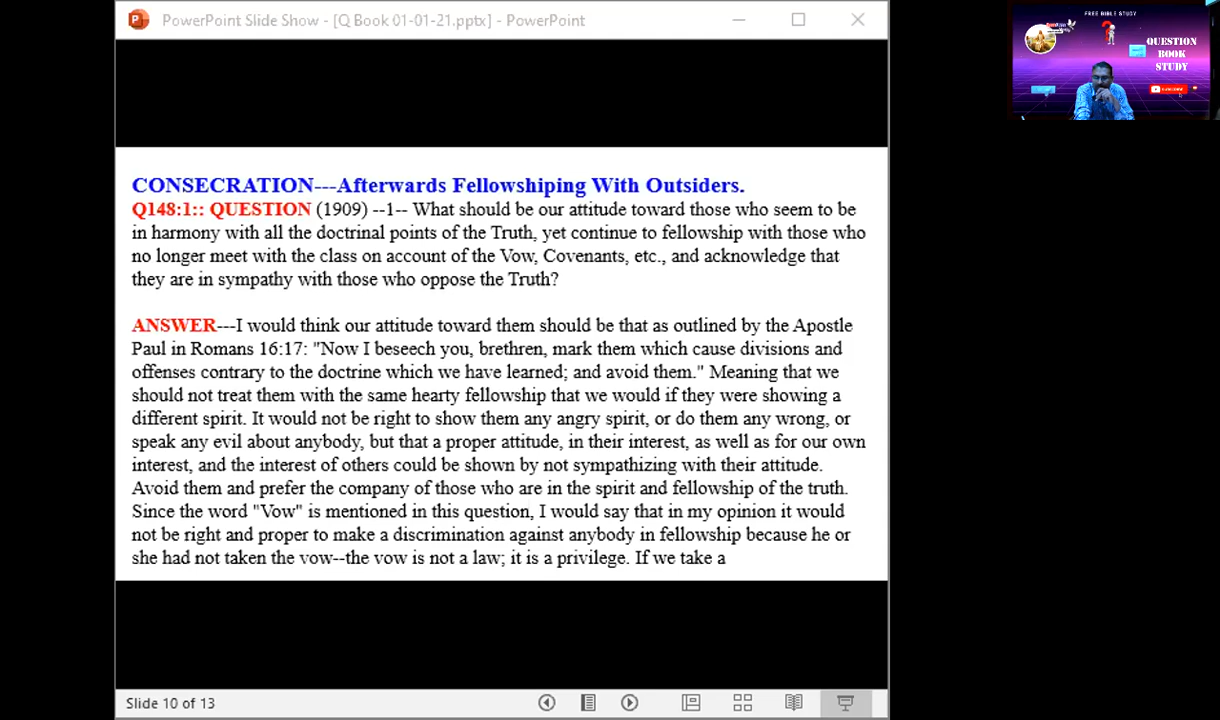 PowerPoint Slide Show - [Q Book 01-01-21.pptx] - PowerPoint
FREE BIBLE STUDY
QUESTION
BOOK
STUDY
CONSECRATION---Afterwards Fellowshiping With Outsiders.
Q148:1:: QUESTION (1909) --1-- What should be our attitude toward those who seem to be
in harmony with all the doctrinal points of the Truth, yet continue to fellowship with those who
no longer meet with the class on account of the Vow, Covenants, etc., and acknowledge that
they are in sympathy with those who oppose the Truth?
ANSWER---I would think our attitude toward them should be that as outlined by the Apostle
Paul in Romans 16:17: "Now I beseech you, brethren, mark them which cause divisions and
offenses contrary to the doctrine which we have learned; and avoid them." Meaning that we
should not treat them with the same hearty fellowship that we would if they were showing a
different spirit. It would not be right to show them any angry spirit, or do them any wrong, or
speak any evil about anybody, but that a proper attitude, in their interest, as well as for our own
interest, and the interest of others could be shown by not sympathizing with their attitude.
Avoid them and prefer the company of those who are in the spirit and fellowship of the truth.
Since the word "Vow" is mentioned in this question, I would say that in my opinion it would
not be right and proper to make a discrimination against anybody in fellowship because he or
she had not taken the vow--the vow is not a law; it is a privilege. If we take a
Slide 10 of 13